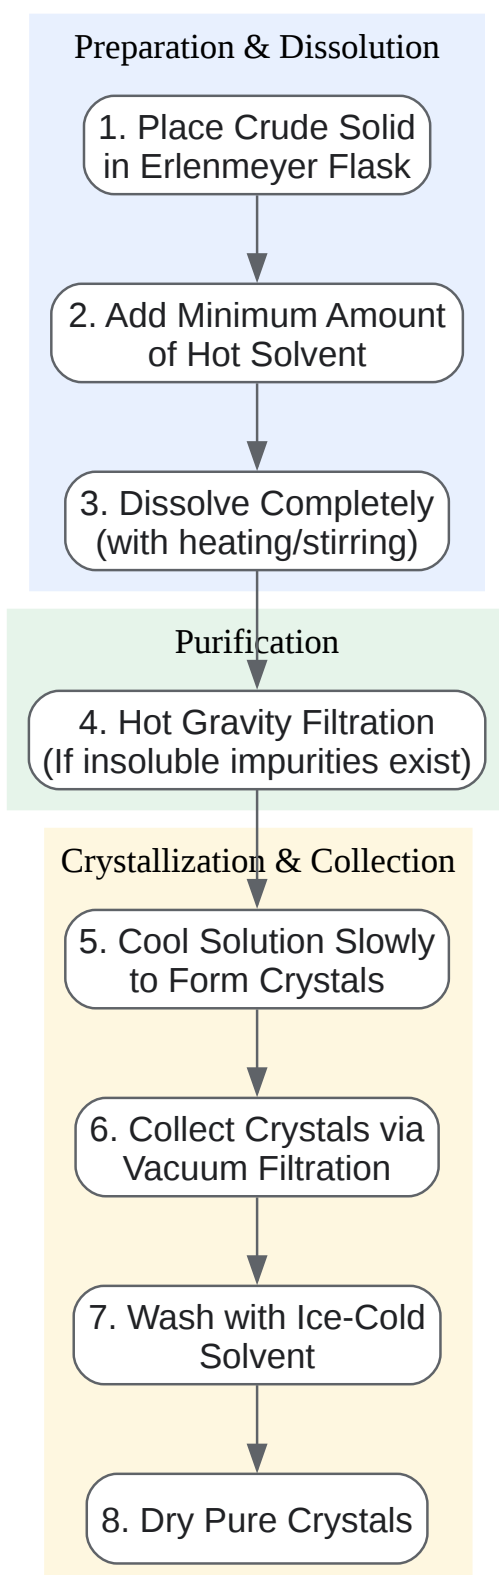 Preparation & Dissolution
1. Place Crude Solid
in Erlenmeyer Flask
2. Add Minimum Amount
of Hot Solvent
3. Dissolve Completely
(with heating/stirring)
Purification
4. Hot Gravity Filtration
(If insoluble impurities exist)
Crystallization & Collection
5. Cool Solution Slowly
to Form Crystals
6. Collect Crystals via
Vacuum Filtration
7. Wash with Ice-Cold
Solvent
8. Dry Pure Crystals